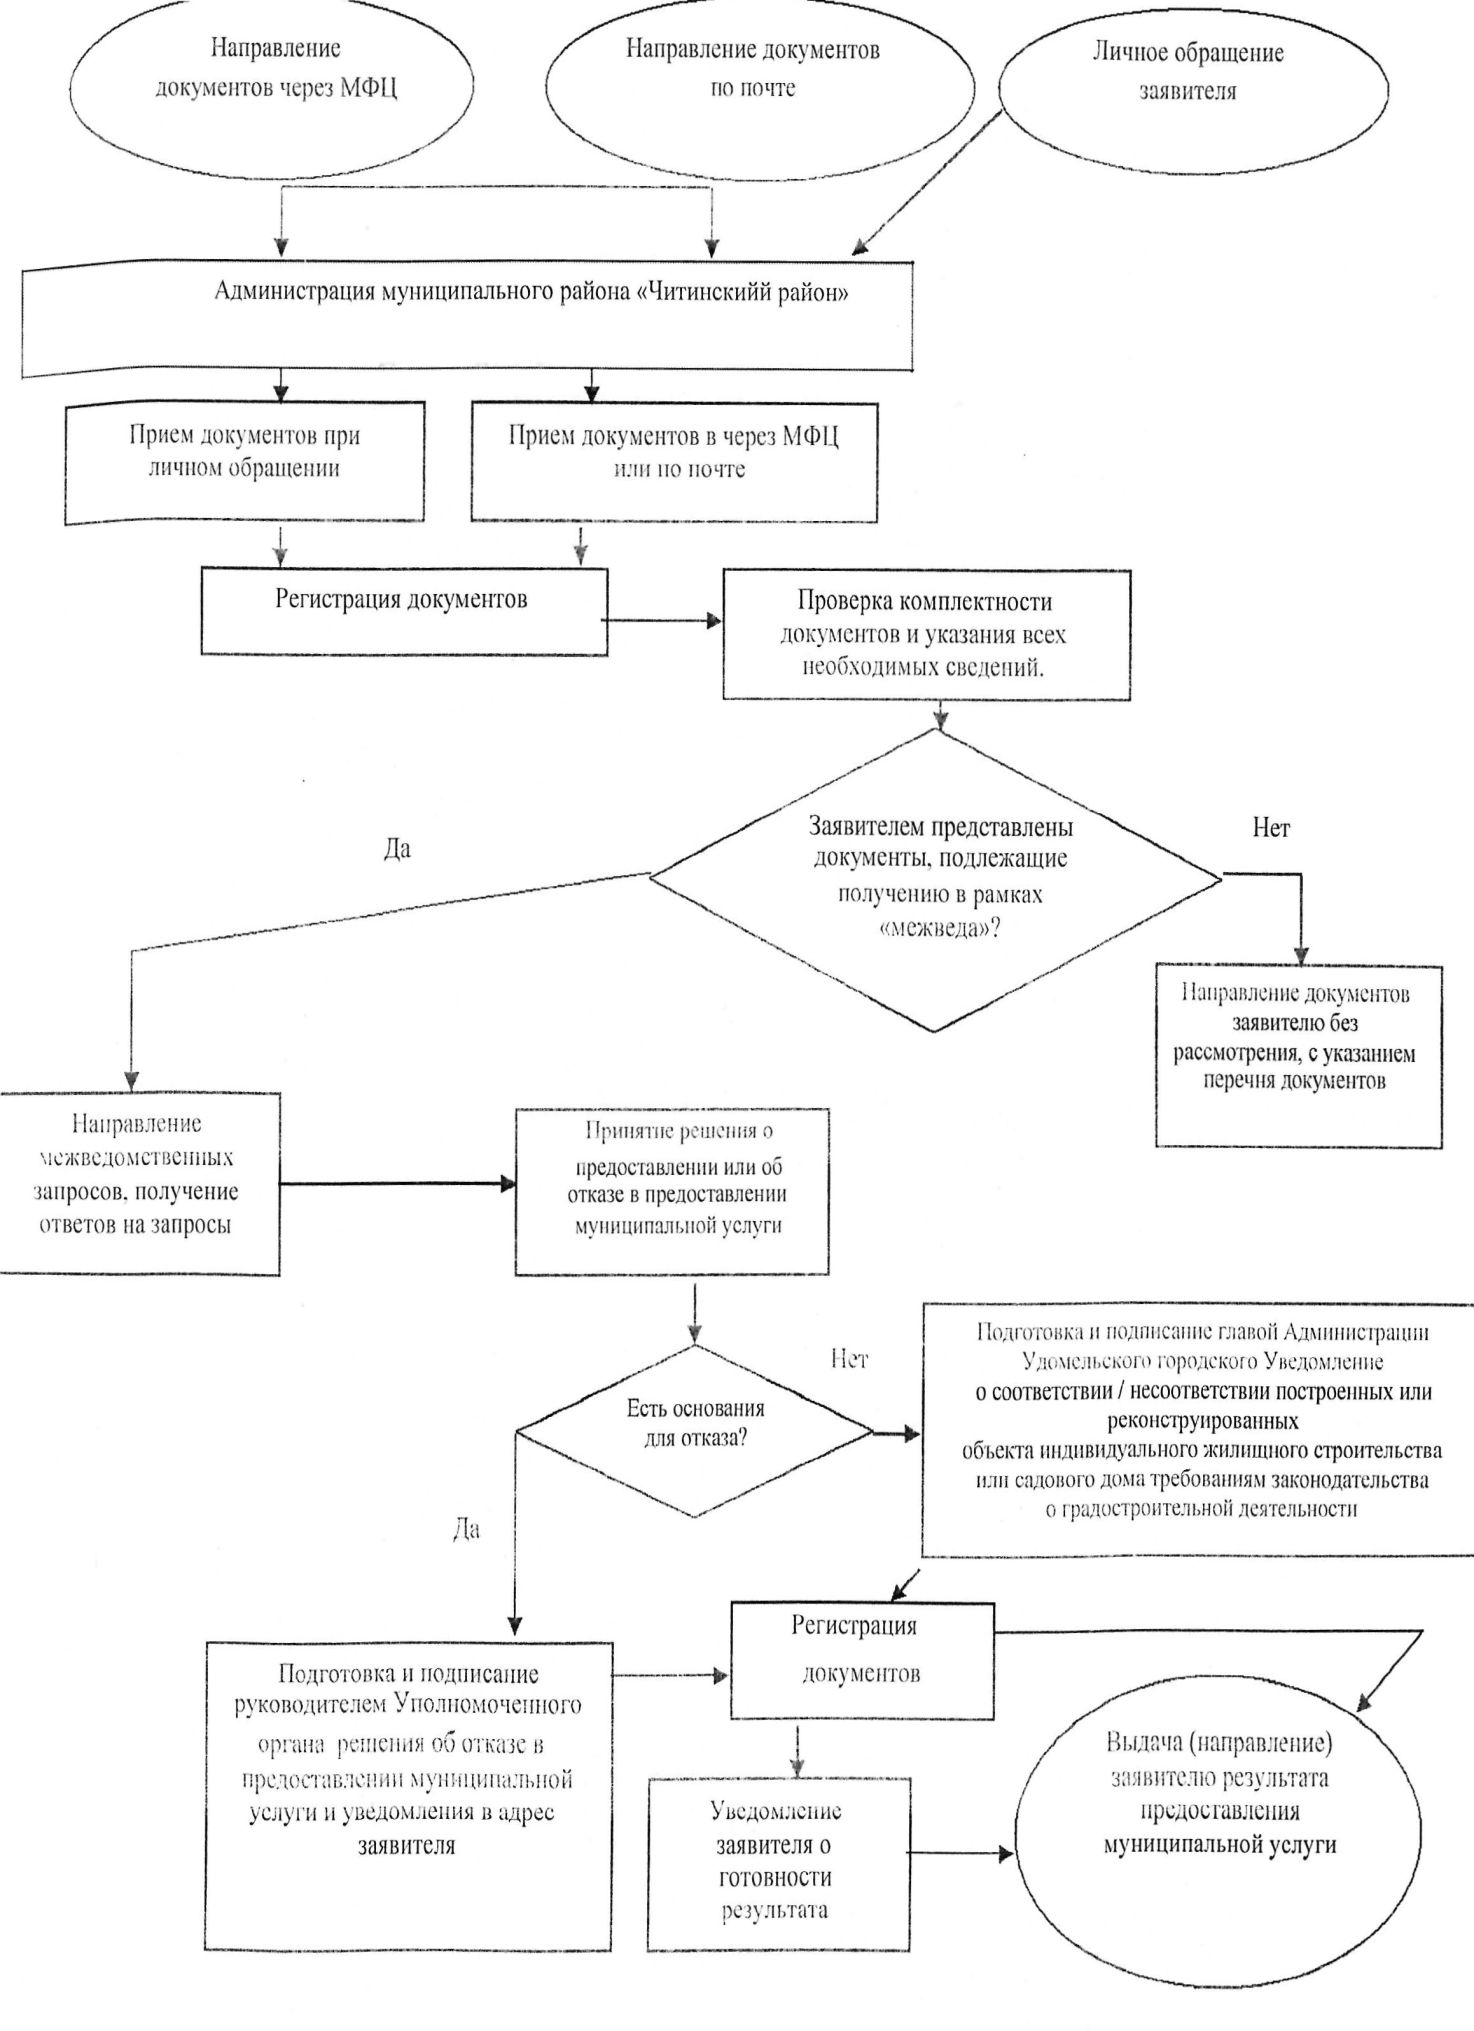 Направление
документов через МФЦ
Направление документов
по почте
Личное обращение
заявителя
Администрация муниципального района «Читинскийй район»
Прием документов при
личном обращении
Прием документов в через МФЦ
или по почте
Регистрация документов
Проверка комплектности
документов и указания всех
необходимых сведений.
Заявителем представлены
документы, подлежащие
получению в рамках
«межведа»?
Да
Нет
Направление документов
заявителю без
рассмотрения, с указанием
перечня документов
Направление
межведомственных
запросов, получение
ответов на запросы
Принятие решения о
предоставлении или об
отказе в предоставлении
муниципальной услуги
Есть основания
для отказа?
Нет
Да
Подготовка и подписание главой Администрации
Удомельского городского Уведомление
о соответствии / несоответствии построенных или
реконструированных
объекта индивидуального жилищного строительства
или садового дома требованиям законодательства
о градостроительной деятельности
Подготовка и подписание
руководителем Уполномоченного
органа решения об отказе в
предоставлении муниципальной
услуги и уведомления в адрес
заявителя
Регистрация
документов
Уведомление
заявителя о
готовности
результата
Выдача (направление)
заявителю результата
предоставления
муниципальной услуги